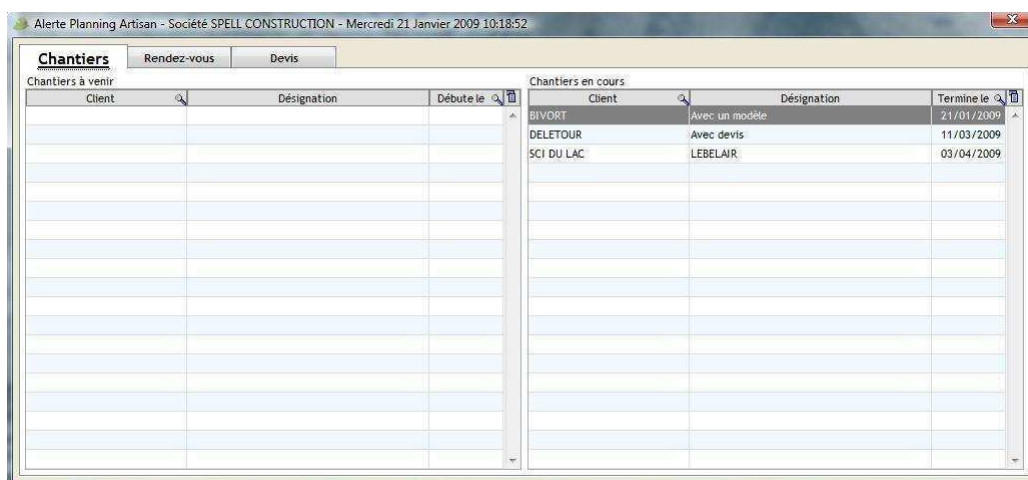 Alerte Planning Artisan - Société SPELL CONSTRUCTION - Mercredi 21 Janvier 2009 10:18:52
Chantiers Rendez-vous Devis
Chantiers à venir Chantiers en cours
Client Désignation Débute le Client Désignation Termine le
BIVORT Avec un modèle 21/01/2009
DELETOUR Avec devis 11/03/2009
SCI DU LAC LEBELAIR 03/04/2009